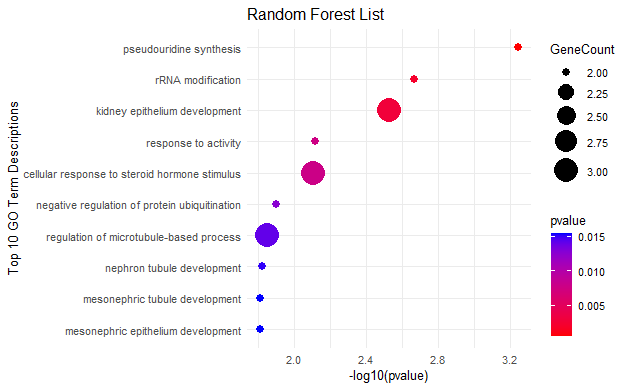 Random Forest List
Top 10 GO Term Descriptions
pseudouridine synthesis
rRNA modification
kidney epithelium development
response to activity
cellular response to steroid hormone stimulus
negative regulation of protein ubiquitination
regulation of microtubule-based process
nephron tubule development
mesonephric tubule development
mesonephric epithelium development
2.0 2.4 2.8 3.2
-log10(pvalue)
GeneCount
2.00
2.25
2.50
2.75
3.00
pvalue
0.015
0.010
0.005